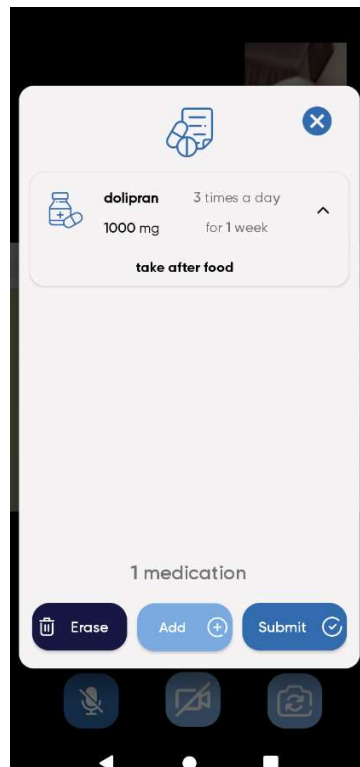 dolipran 3 times a day
1000 mg for 1 week
take after food
1 medication
Erase Add Submit